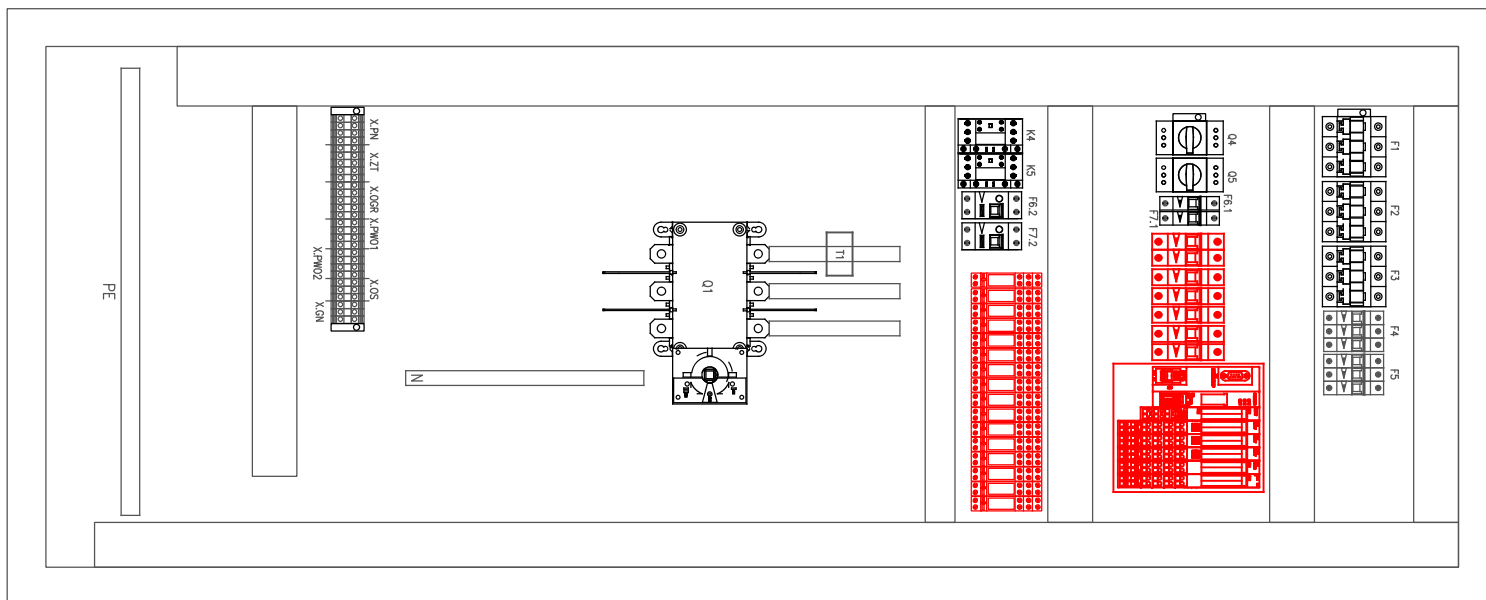 PE
X.PN
X.ZT
X.OGR
X.PWO1
X.PWO2
X.OS
X.GN
N
Q1
T1
K4
K5
F6.2
F7.2
Q4
Q5
F6.1
F7.1
F1
F2
F3
F4
F5